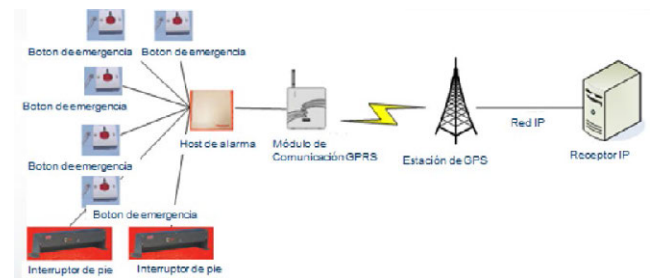 Boton de emergencia
Boton de emergencia
Boton de emergencia
Boton de emergencia
Boton de emergencia
Interruptor de pie
Interruptor de pie
Host de alarma
Módulo de
Comunicación GPRS
Estación de GPS
Red IP
Receptor IP